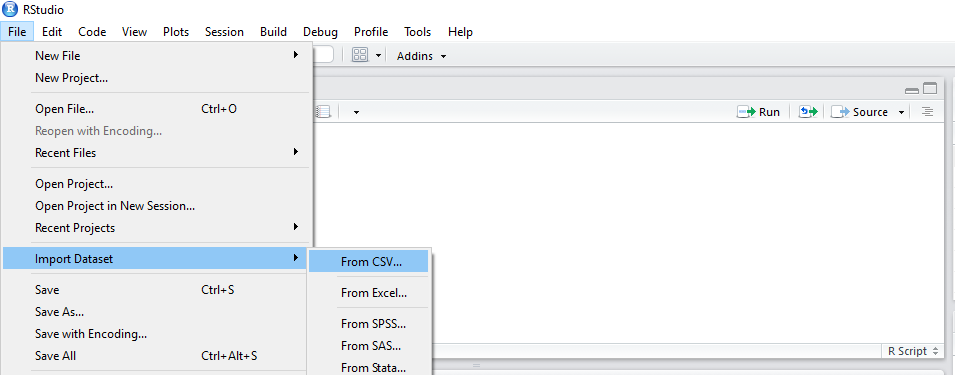 RStudio
File Edit Code View Plots Session Build Debug Profile Tools Help
New File
Addins
New Project...
Open File... Ctrl+O
Run Source
Reopen with Encoding...
Recent Files
Open Project...
Open Project in New Session...
Recent Projects
Import Dataset
From CSV...
Save Ctrl+S
From Excel...
Save As...
From SPSS...
Save with Encoding...
From SAS...
Save All Ctrl+Alt+S
R Script
From Stata...